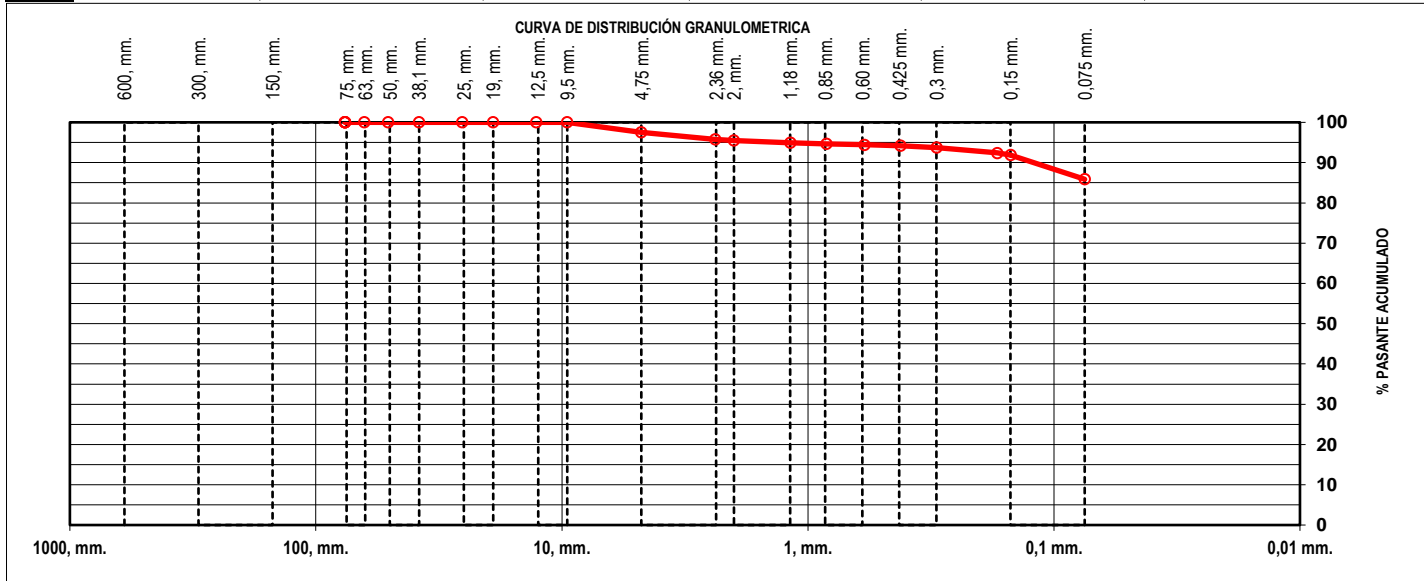 CURVA DE DISTRIBUCIÓN GRANULOMETRICA
600, mm.
300, mm.
150, mm.
75, mm.
63, mm.
50, mm.
38,1 mm.
25, mm.
19, mm.
12,5 mm.
9,5 mm.
4,75 mm.
2,36 mm.
2, mm.
1,18 mm.
0,85 mm.
0,60 mm.
0,425 mm.
0,3 mm.
0,15 mm.
0,075 mm.
100
90
80
70
60
50
40
30
20
10
0
% PASANTE ACUMULADO
1000, mm.
100, mm.
10, mm.
1, mm.
0,1 mm.
0,01 mm.